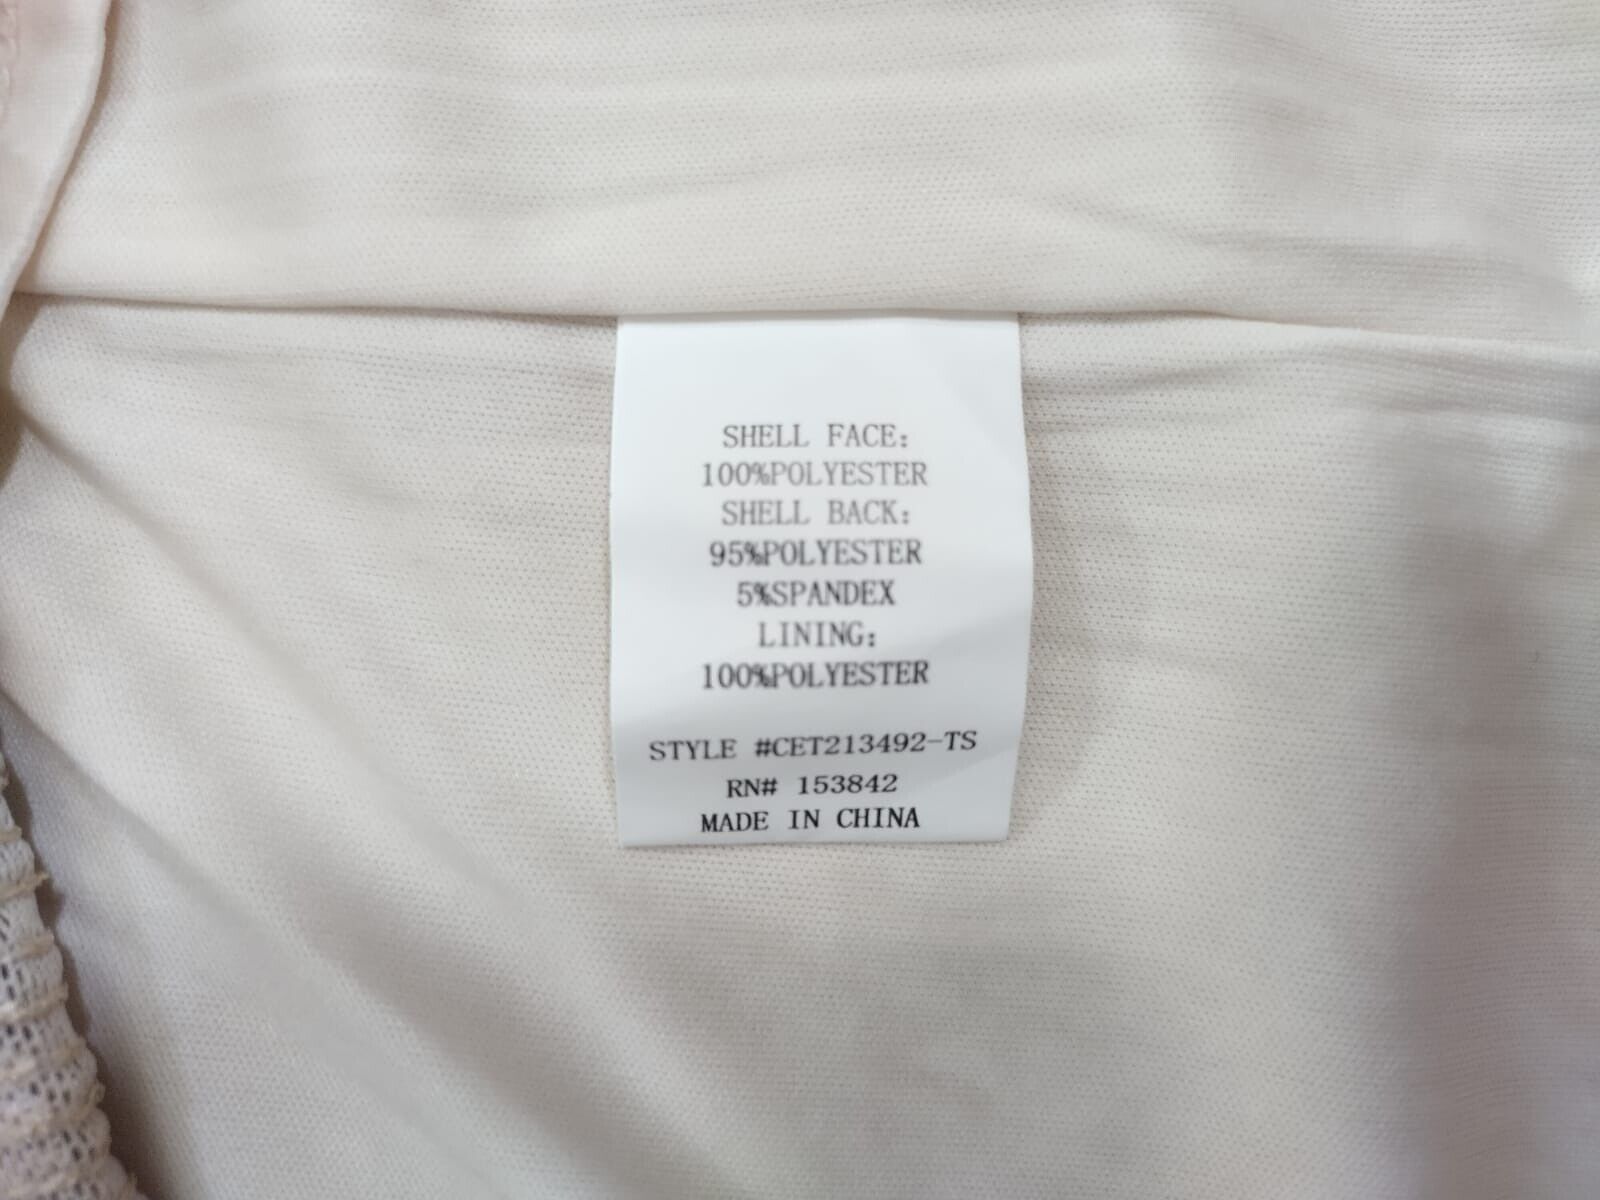 SHELL FACE:
100%POLYESTER
SHELL BACK:
95%POLYESTER
5%SPANDEX
LINING:
100%POLYESTER
STYLE #CET213492-TS
RN# 153842
MADE IN CHINA